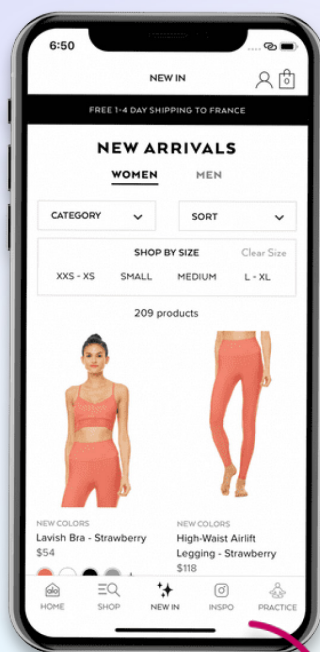 6:50
NEW IN
0
FREE 1-4 DAY SHIPPING TO FRANCE
NEW ARRIVALS
WOMEN MEN
CATEGORY SORT
SHOP BY SIZE Clear Size
XXS - XS SMALL MEDIUM L - XL
209 products
NEW COLORS
Lavish Bra - Strawberry
$54
NEW COLORS
High-Waist Airlift
Legging - Strawberry
$118
alo
HOME SHOP NEW IN INSPO PRACTICE